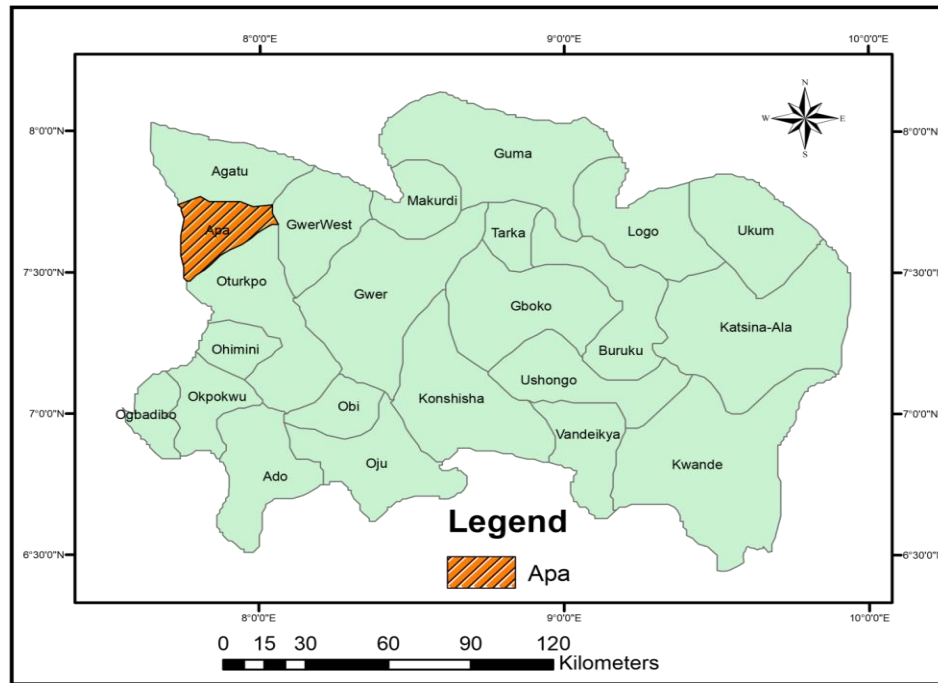 8°0'0"E 9°0'0"E 10°0'0"E
N
W E
S
8°0'0"N 8°0'0"N
Guma
Agatu
Makurdi
Apa GwerWest Tarka Logo Ukum
7°30'0"N 7°30'0"N
Oturkpo
Gwer
Gboko
Katsina-Ala
Ohimini
Buruku
Ushongo
Okpokwu
Obi Konshisha
Ogbadibo
7°0'0"N 7°0'0"N
Vandeikya
Kwande
Ado Oju
Legend
6°30'0"N 6°30'0"N
Apa
8°0'0"E 9°0'0"E 10°0'0"E
0 15 30 60 90 120
Kilometers